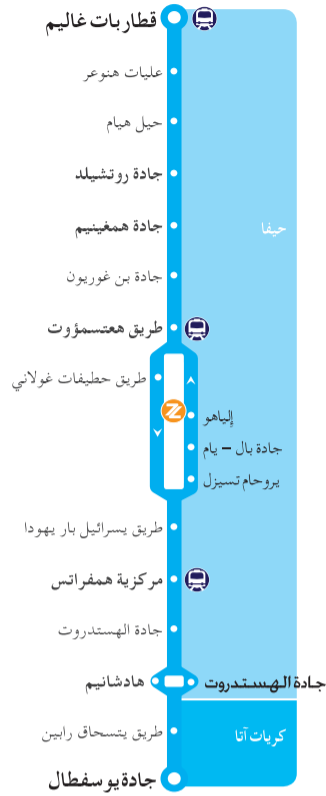 قطار بات غاليم
عليات هنوعر
حيل هيام
جادة روتشيلد
جادة همغينيم
حيفا
جادة بن غوريون
طريق هعتسمؤوت
طريق حطيفات غولاني
إلياهو
جادة بال – يام
يروحام تسيزل
طريق يسرائيل بار يهودا
مركزية همفراتس
جادة الهستدروت
جادة الهستدروت
هادشانيم
طريق يتسحاق رابين
كريات آتا
جادة يوسفطال